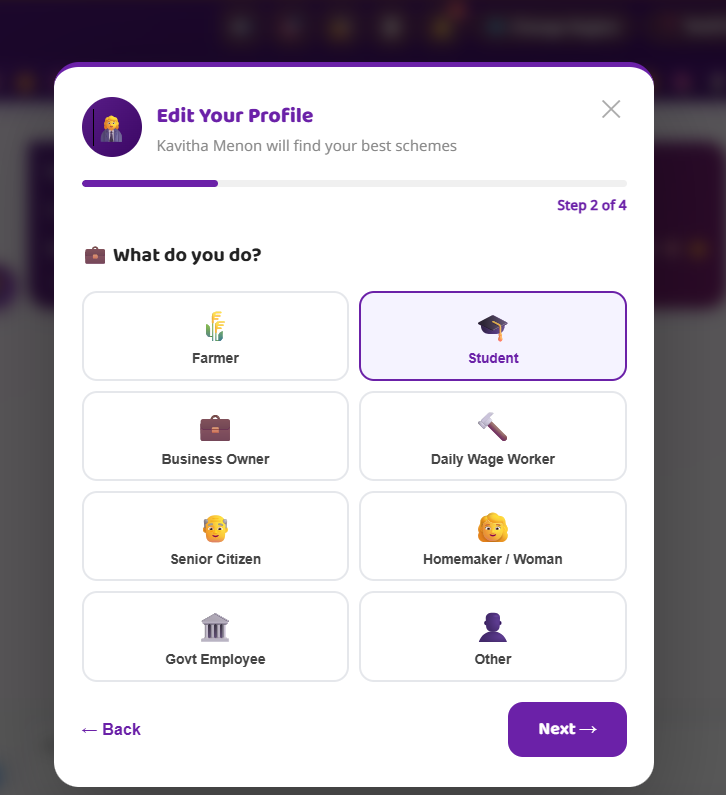 Edit Your Profile
Kavitha Menon will find your best schemes
Step 2 of 4
What do you do?
Farmer
Student
Business Owner
Daily Wage Worker
Senior Citizen
Homemaker / Woman
Govt Employee
Other
← Back
Next →